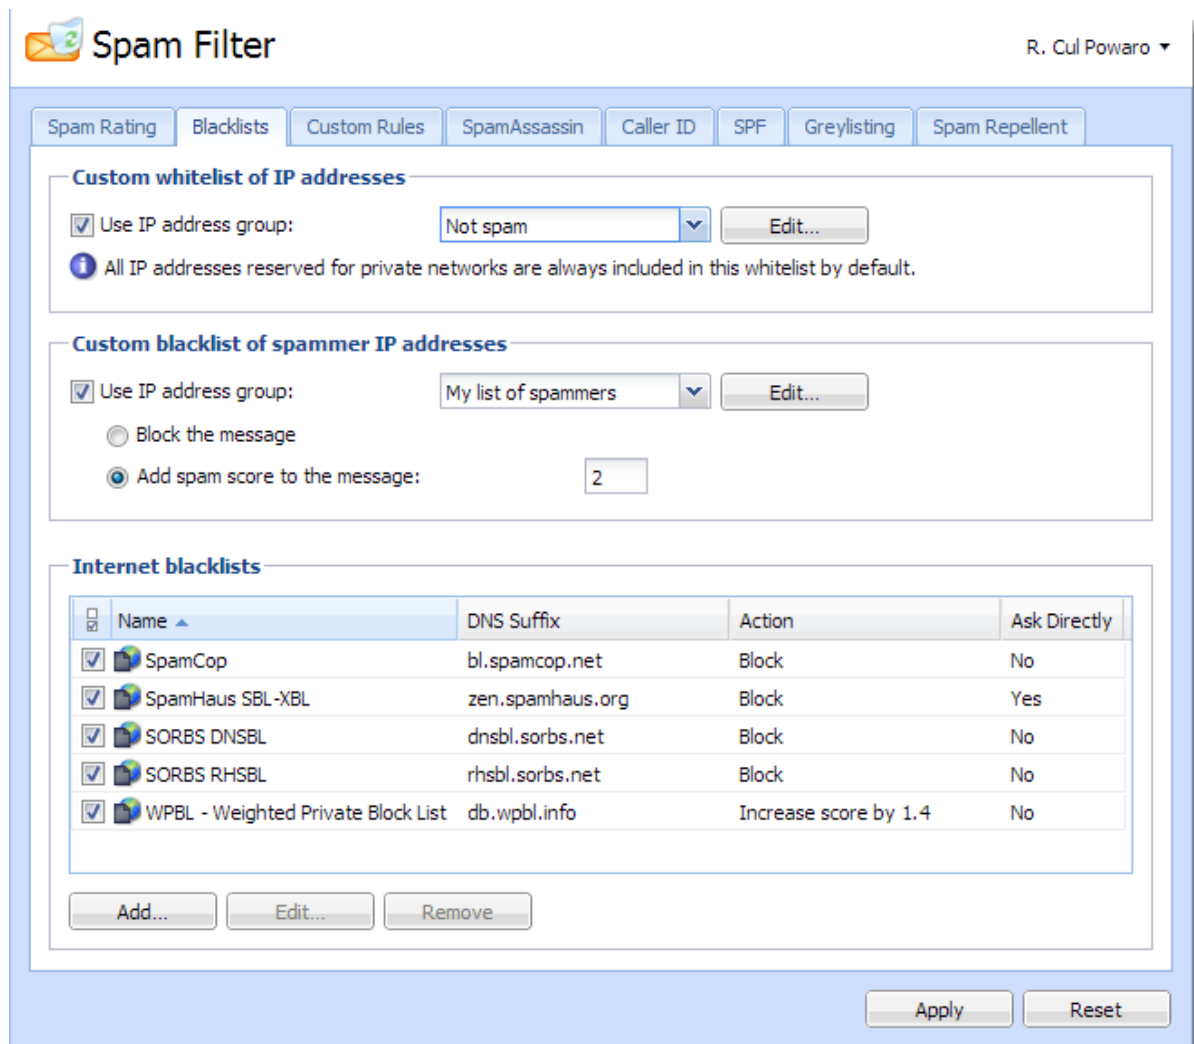 Spam Filter
R. Cul Powaro
Spam Rating Blacklists Custom Rules SpamAssassin Caller ID SPF Greylisting Spam Repellent
Custom whitelist of IP addresses
Use IP address group: Not spam Edit...
All IP addresses reserved for private networks are always included in this whitelist by default.
Custom blacklist of spammer IP addresses
Use IP address group: My list of spammers Edit...
Block the message
Add spam score to the message: 2
Internet blacklists
Name DNS Suffix Action Ask Directly
SpamCop bl.spamcop.net Block No
SpamHaus SBL-XBL zen.spamhaus.org Block Yes
SORBS DNSBL dnsbl.sorbs.net Block No
SORBS RHSBL rhsbl.sorbs.net Block No
WPBL - Weighted Private Block List db.wpbl.info Increase score by 1.4 No
Add... Edit... Remove
Apply Reset